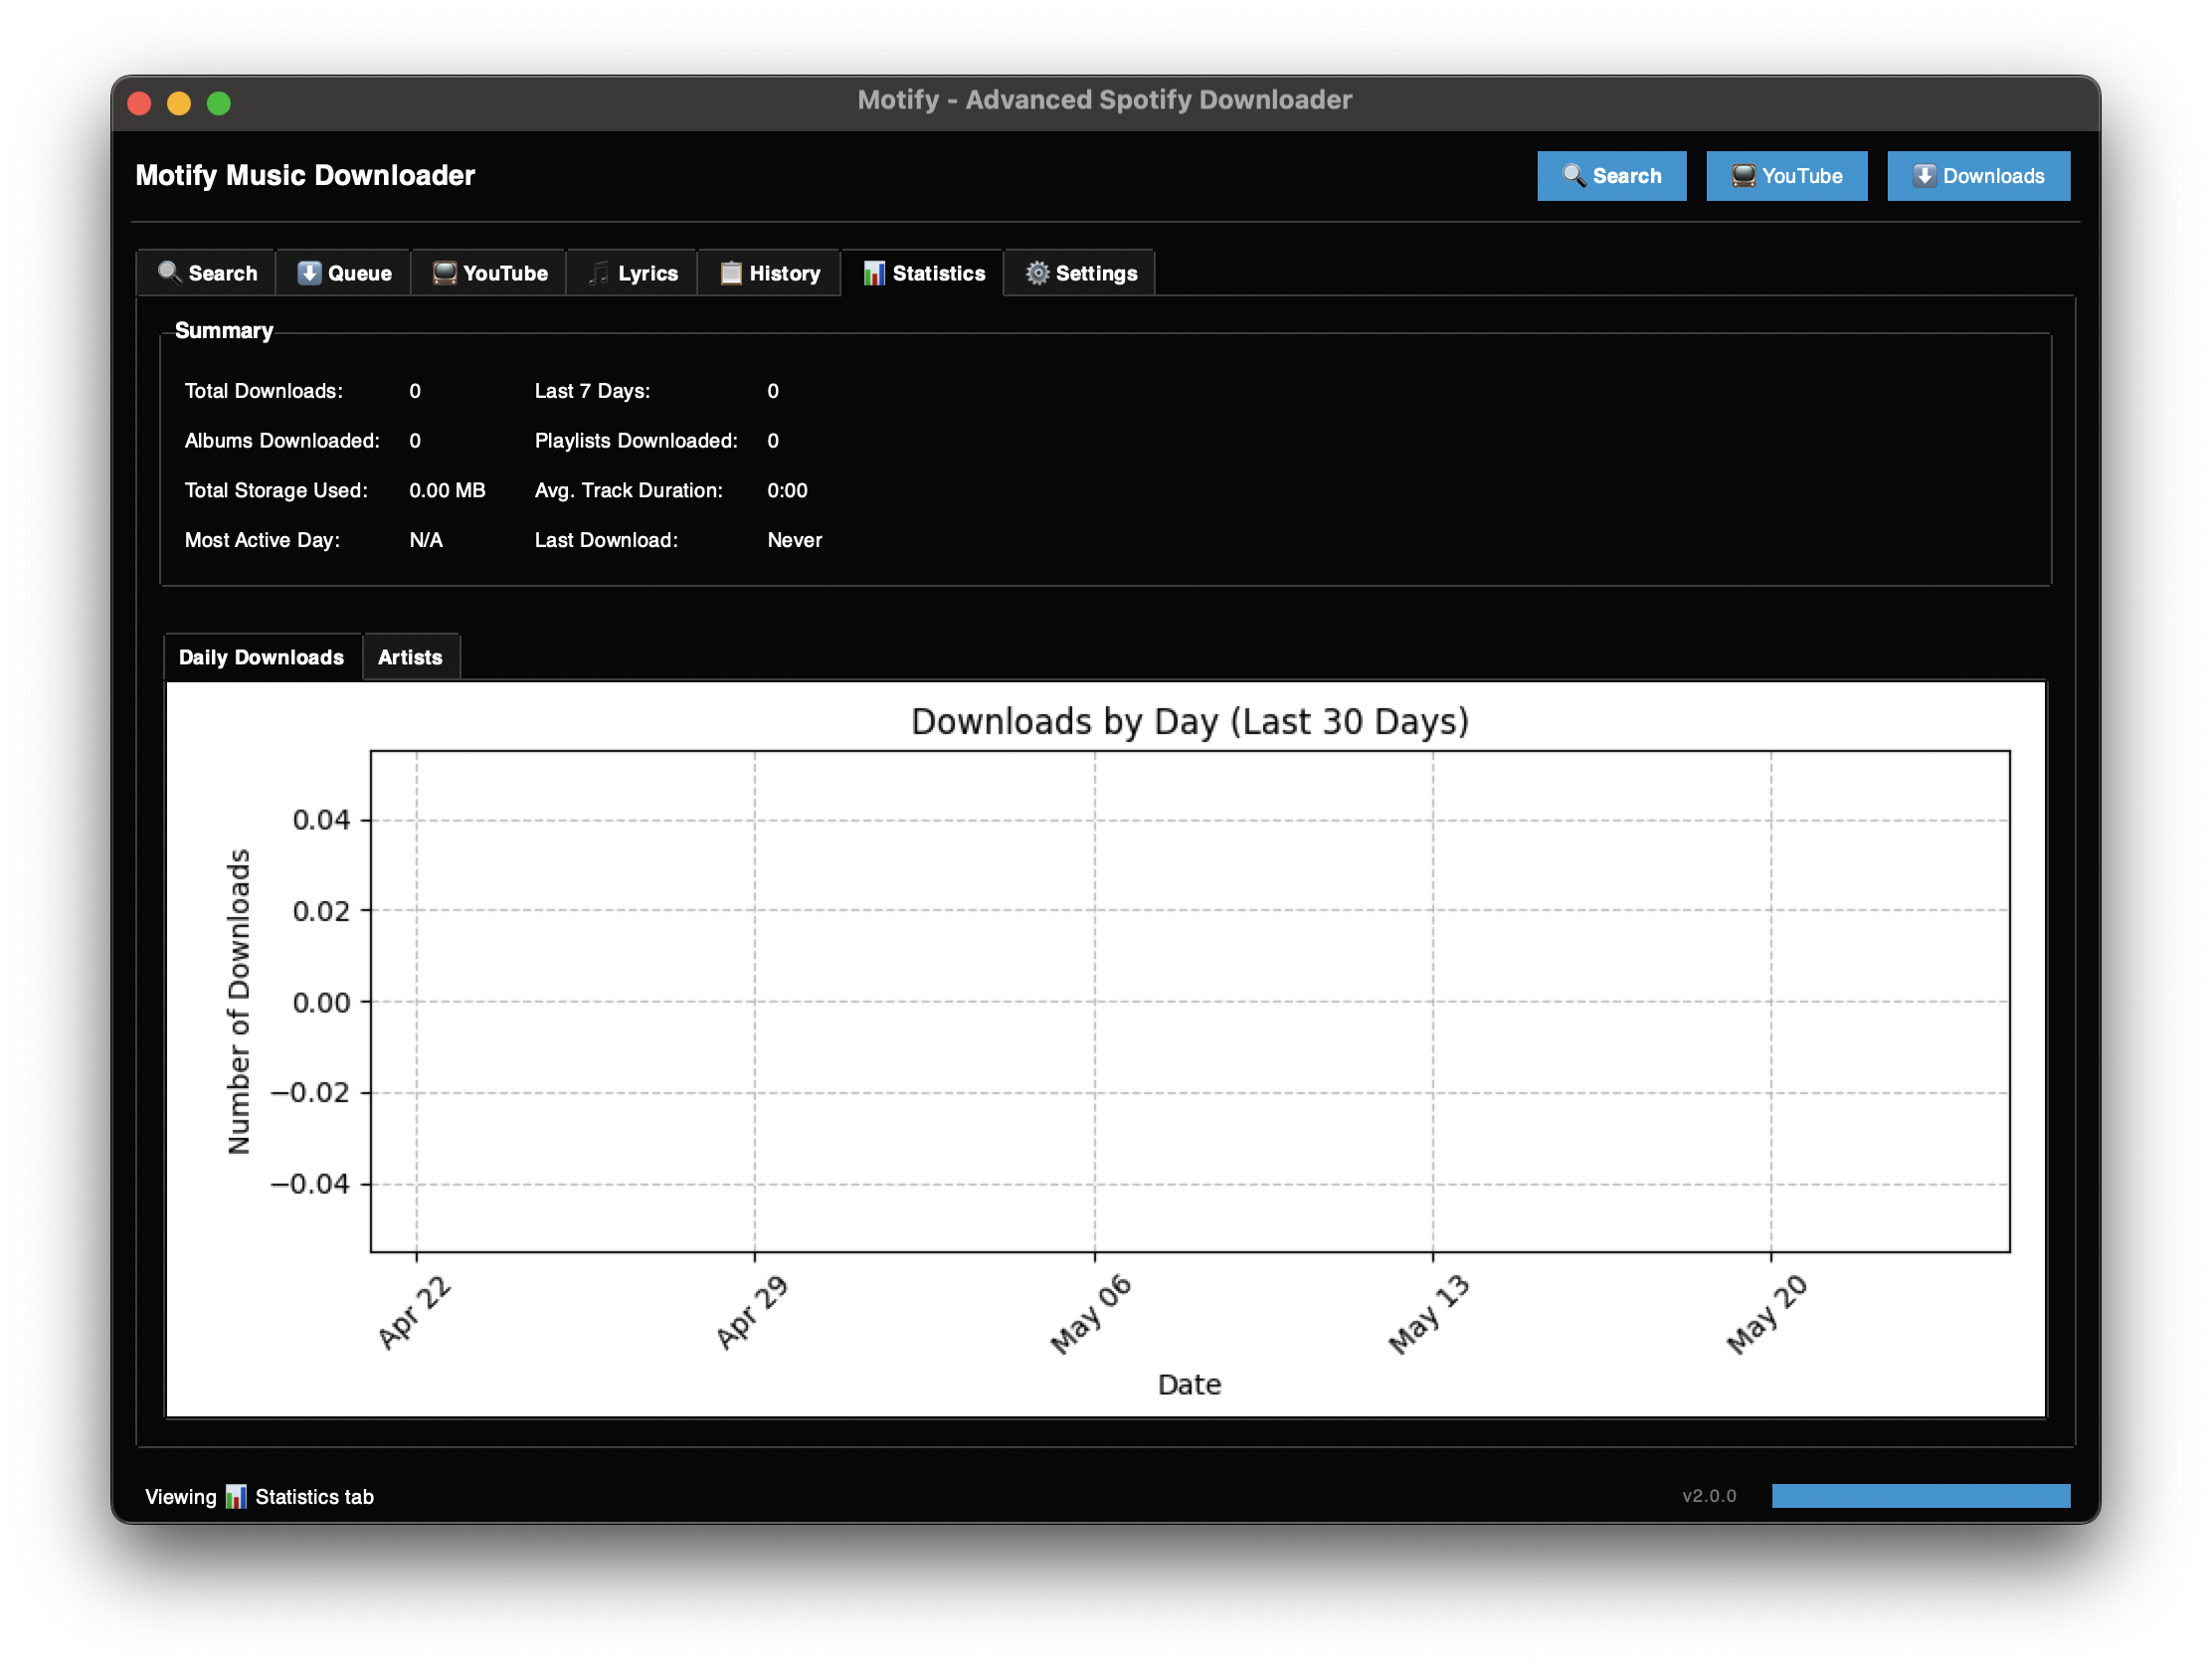 Motify - Advanced Spotify Downloader
Motify Music Downloader
Search YouTube Downloads
Search Queue YouTube Lyrics History Statistics Settings
Summary
Total Downloads: 0 Last 7 Days: 0
Albums Downloaded: 0 Playlists Downloaded: 0
Total Storage Used: 0.00 MB Avg. Track Duration: 0:00
Most Active Day: N/A Last Download: Never
Daily Downloads Artists
Downloads by Day (Last 30 Days)
Number of Downloads
0.04
0.02
0.00
−0.02
−0.04
Apr 22 Apr 29 May 06 May 13 May 20
Date
Viewing Statistics tab v2.0.0